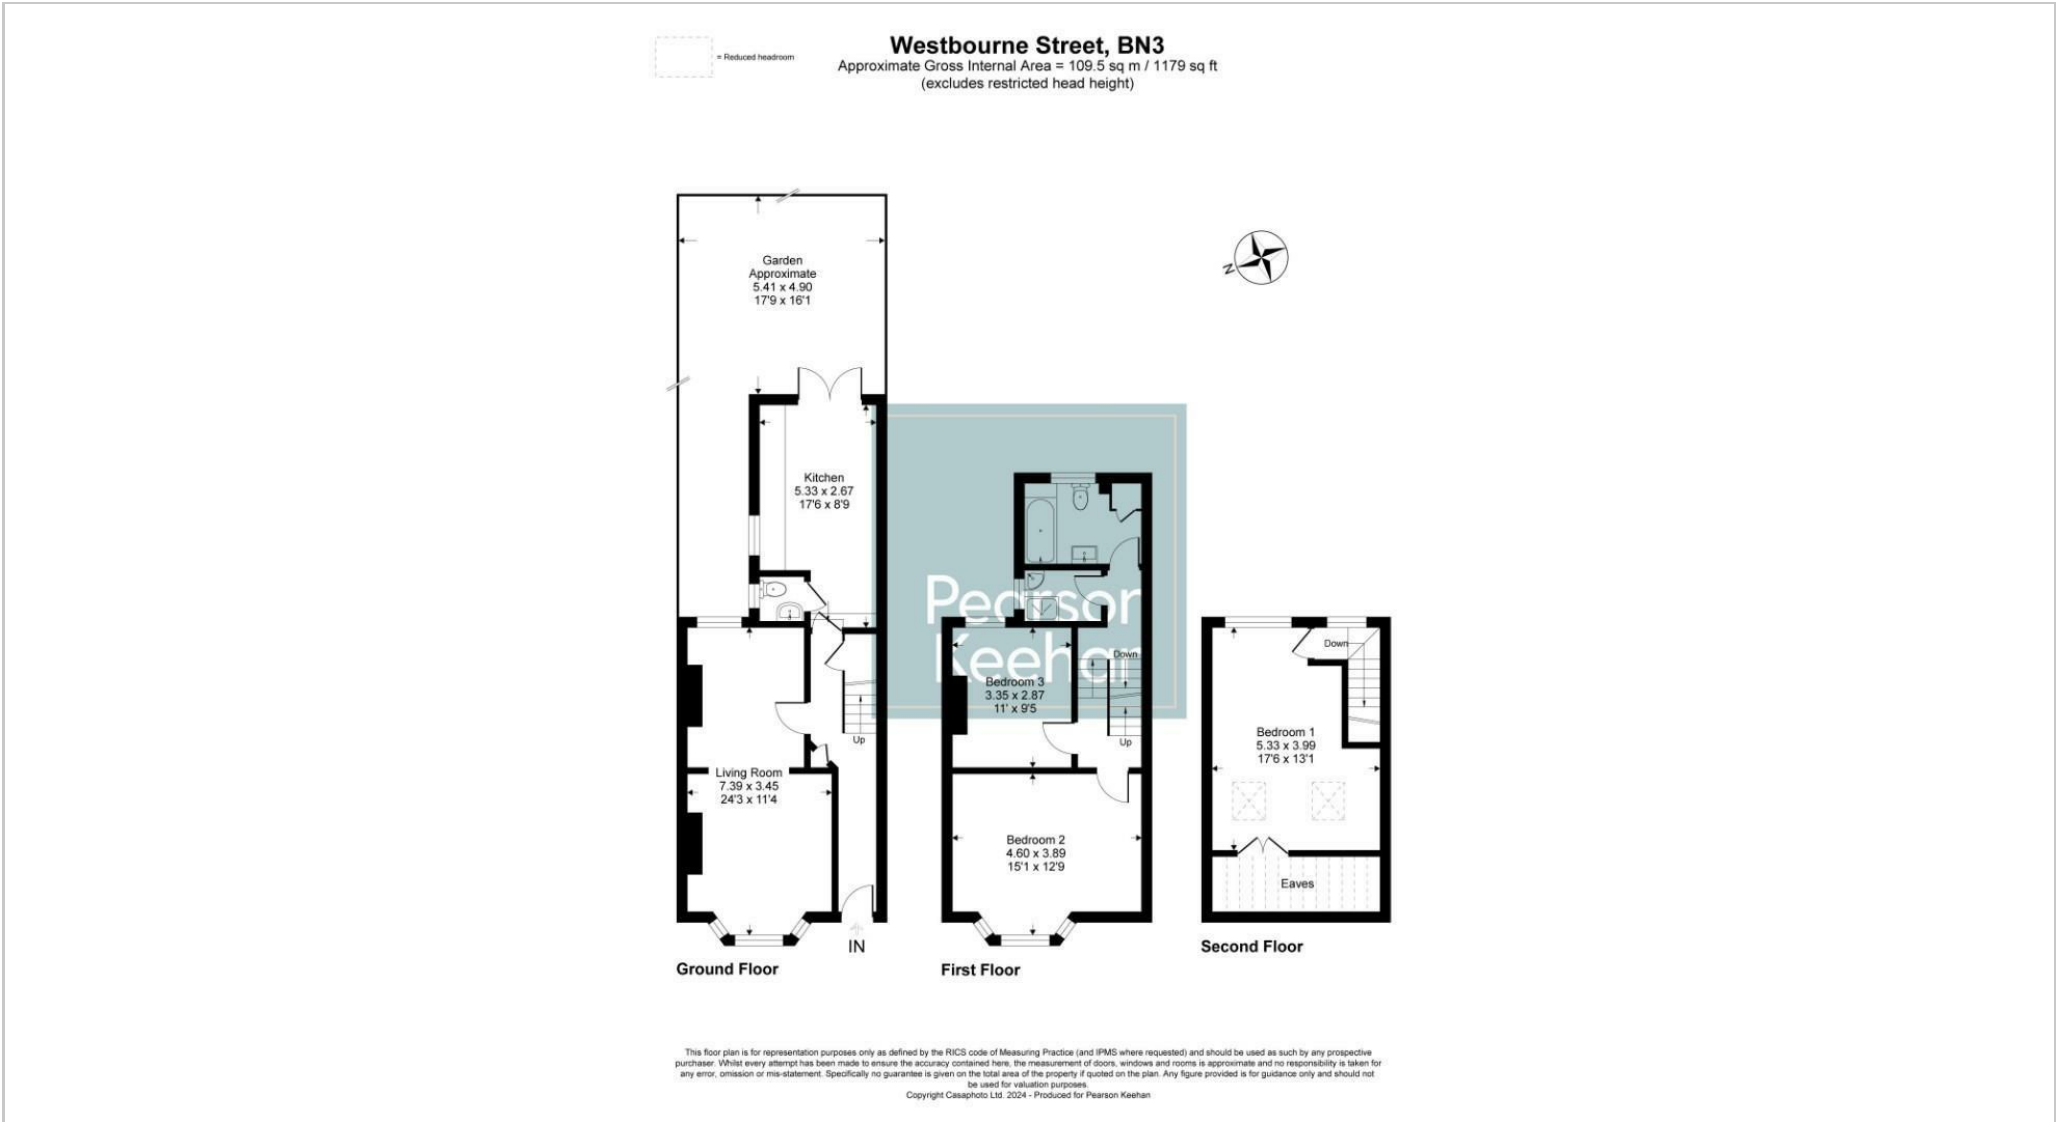 = Reduced headroom
Westbourne Street, BN3
Approximate Gross Internal Area = 109.5 sq m / 1179 sq ft
(excludes restricted head height)
N
Garden
Approximate
5.41 x 4.90
17'9 x 16'1
Kitchen
5.33 x 2.67
17'6 x 8'9
Up
Living Room
7.39 x 3.45
24'3 x 11'4
IN
Ground Floor
Pearson
Keehan
Down
Bedroom 3
3.35 x 2.87
11' x 9'5
Up
Bedroom 2
4.60 x 3.89
15'1 x 12'9
First Floor
Down
Bedroom 1
5.33 x 3.99
17'6 x 13'1
Eaves
Second Floor
This floor plan is for representation purposes only as defined by the RICS code of Measuring Practice (and IPMS where requested) and should be used as such by any prospective
purchaser. Whilst every attempt has been made to ensure the accuracy contained here, the measurement of doors, windows and rooms is approximate and no responsibility is taken for
any error, omission or mis-statement. Specifically no guarantee is given on the total area of the property if quoted on the plan. Any figure provided is for guidance only and should not
be used for valuation purposes.
Copyright Casaphoto Ltd. 2024 - Produced for Pearson Keehan